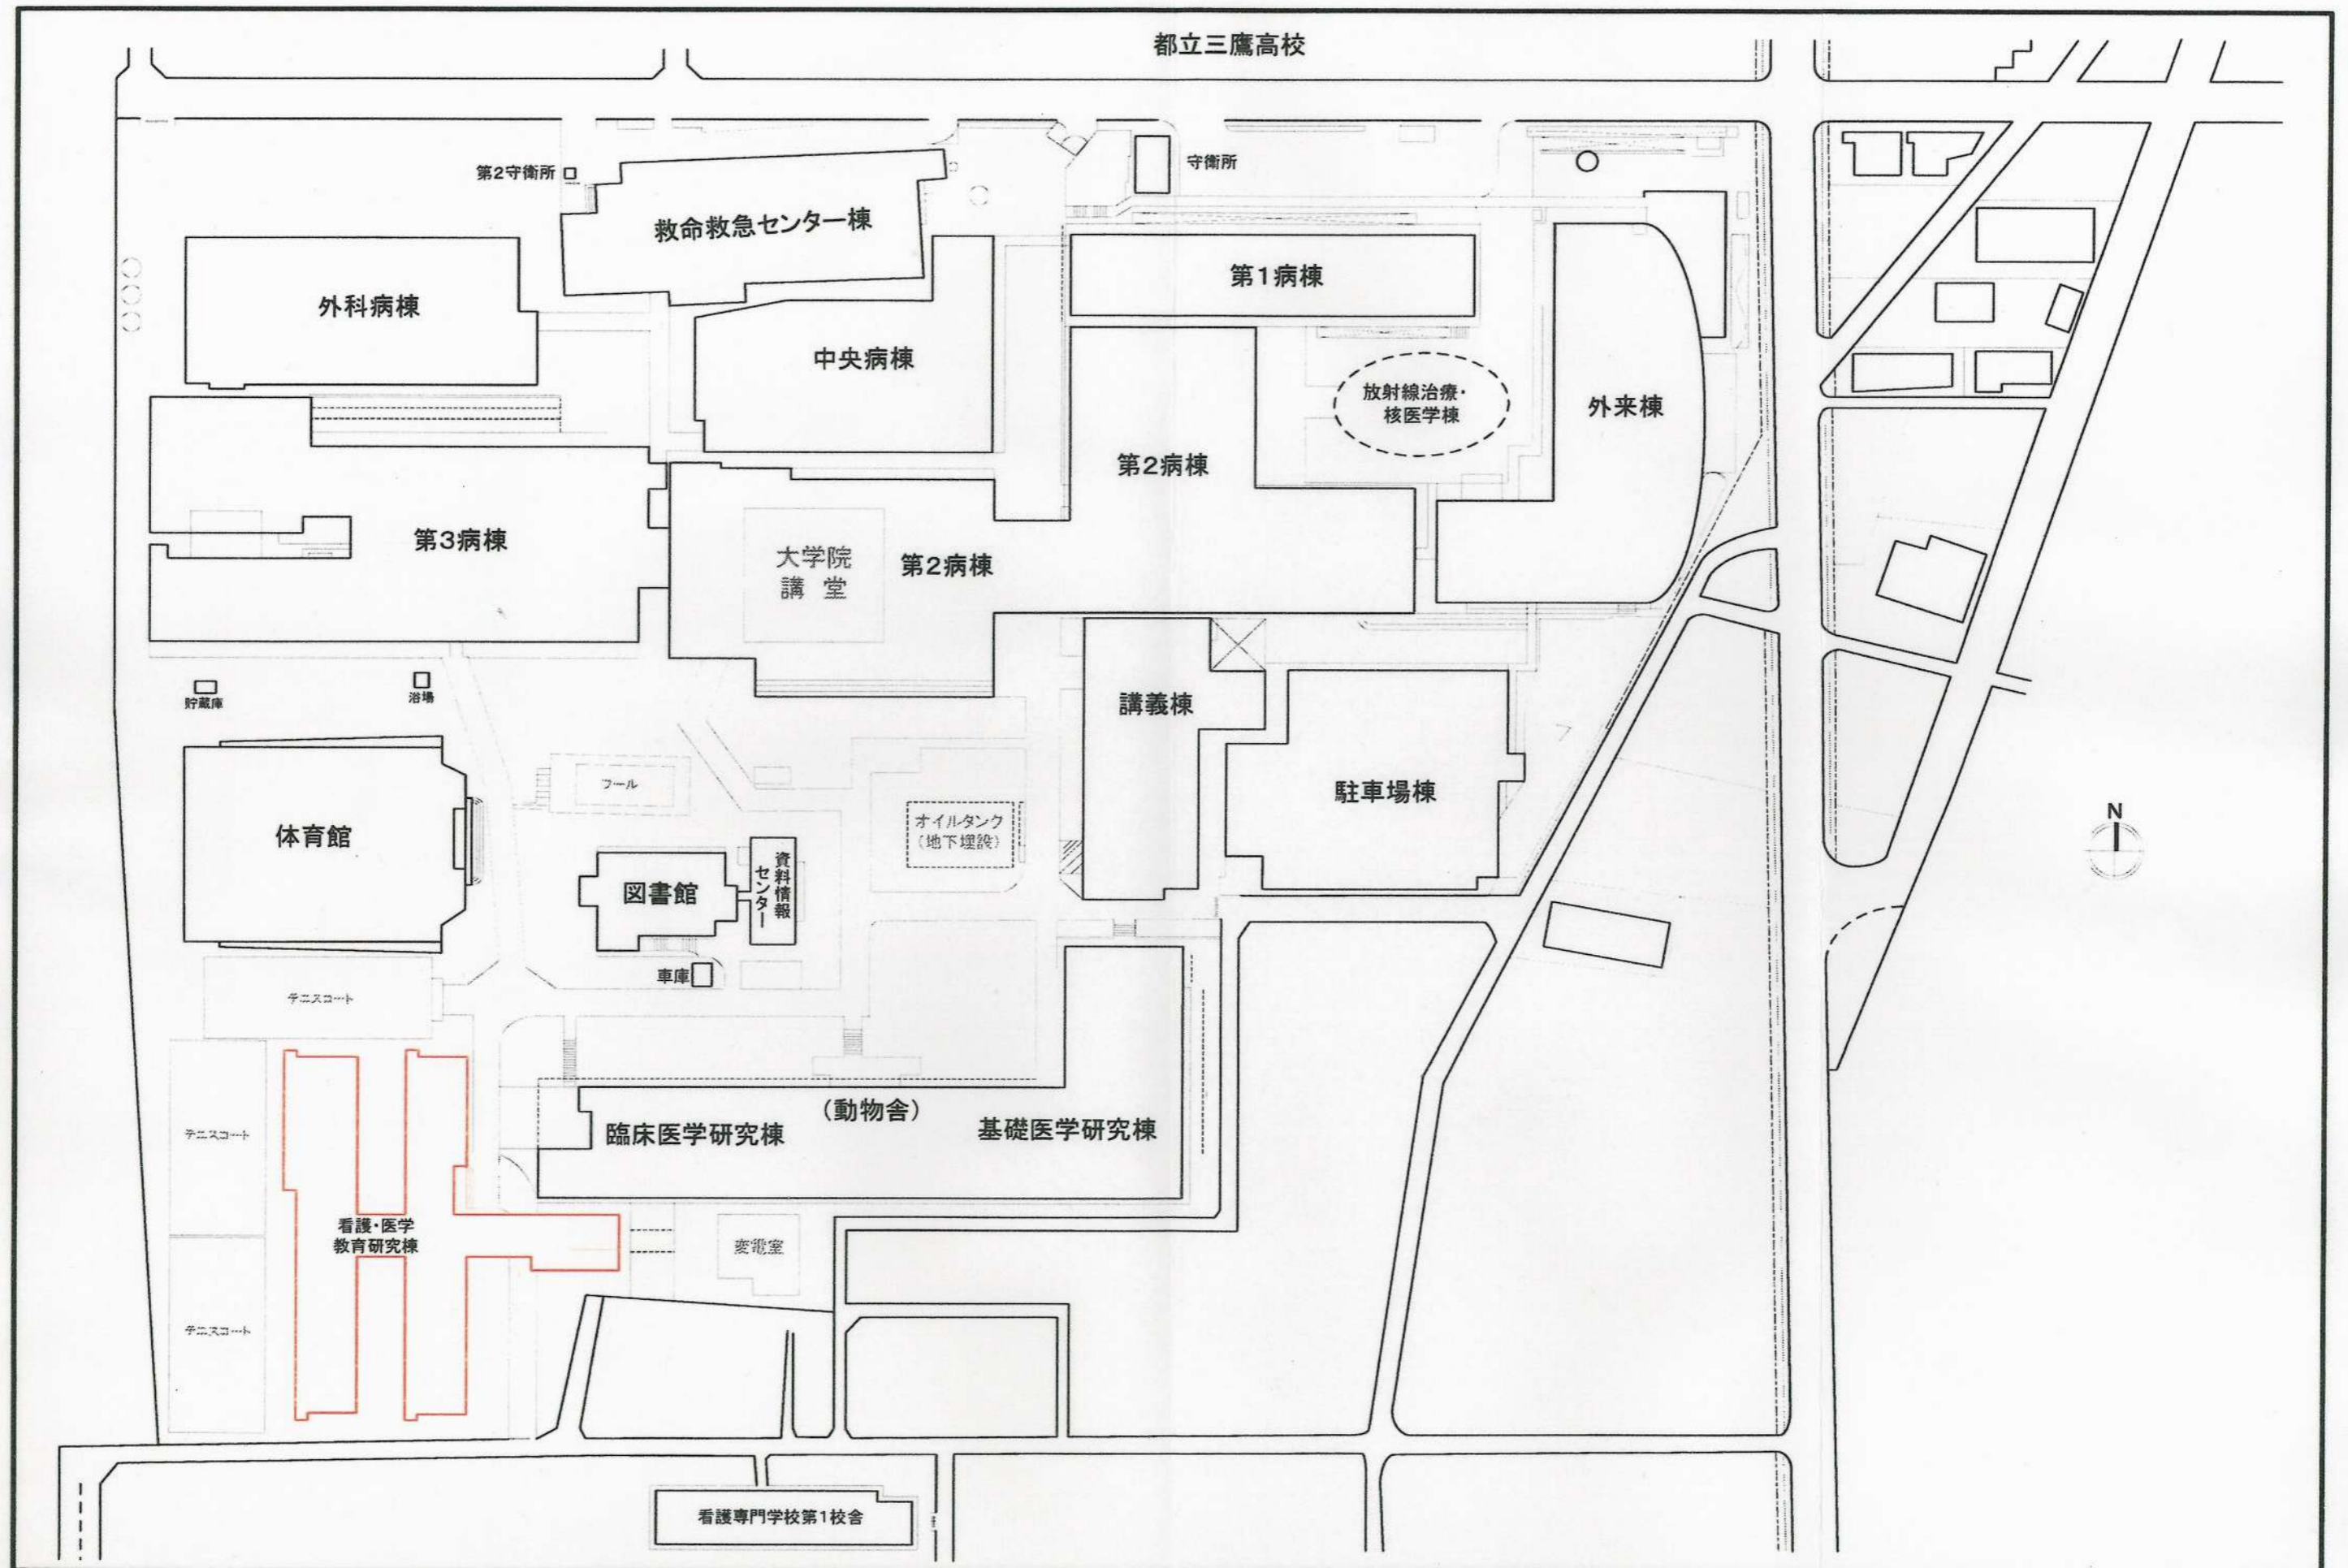 都立三鷹高校
第2守衛所
守衛所
救命救急センター棟
外科病棟
第1病棟
中央病棟
放射線治療・
核医学棟
外来棟
第2病棟
第3病棟
大学院
講 堂
第2病棟
貯蔵庫
浴場
講義棟
プール
駐車場棟
体育館
オイルタンク
(地下埋設)
N
図書館
資料情報
センター
車庫
テニスコート
(動物舎)
臨床医学研究棟
基礎医学研究棟
テニスコート
看護・医学
教育研究棟
変電室
テニスコート
看護専門学校第1校舎